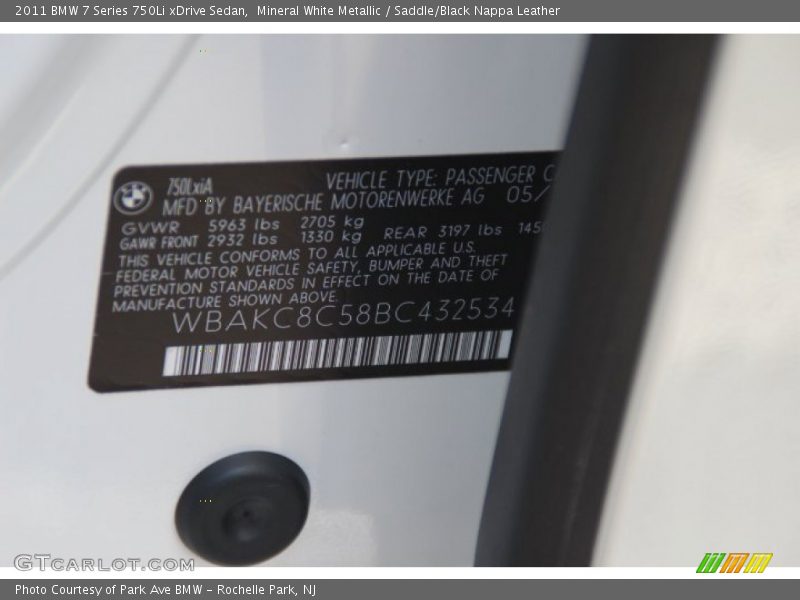 2011 BMW 7 Series 750Li xDrive Sedan, Mineral White Metallic / Saddle/Black Nappa Leather
750LxiA
VEHICLE TYPE: PASSENGER C
MFD BY BAYERISCHE MOTORENWERKE AG 05/
GVWR 5963 lbs 2705 kg
GAWR FRONT 2932 lbs 1330 kg REAR 3197 lbs 145
THIS VEHICLE CONFORMS TO ALL APPLICABLE U.S.
FEDERAL MOTOR VEHICLE SAFETY, BUMPER AND THEFT
PREVENTION STANDARDS IN EFFECT ON THE DATE OF
MANUFACTURE SHOWN ABOVE.
WBAKC8C58BC432534
GTcarlot.com
Photo Courtesy of Park Ave BMW - Rochelle Park, NJ